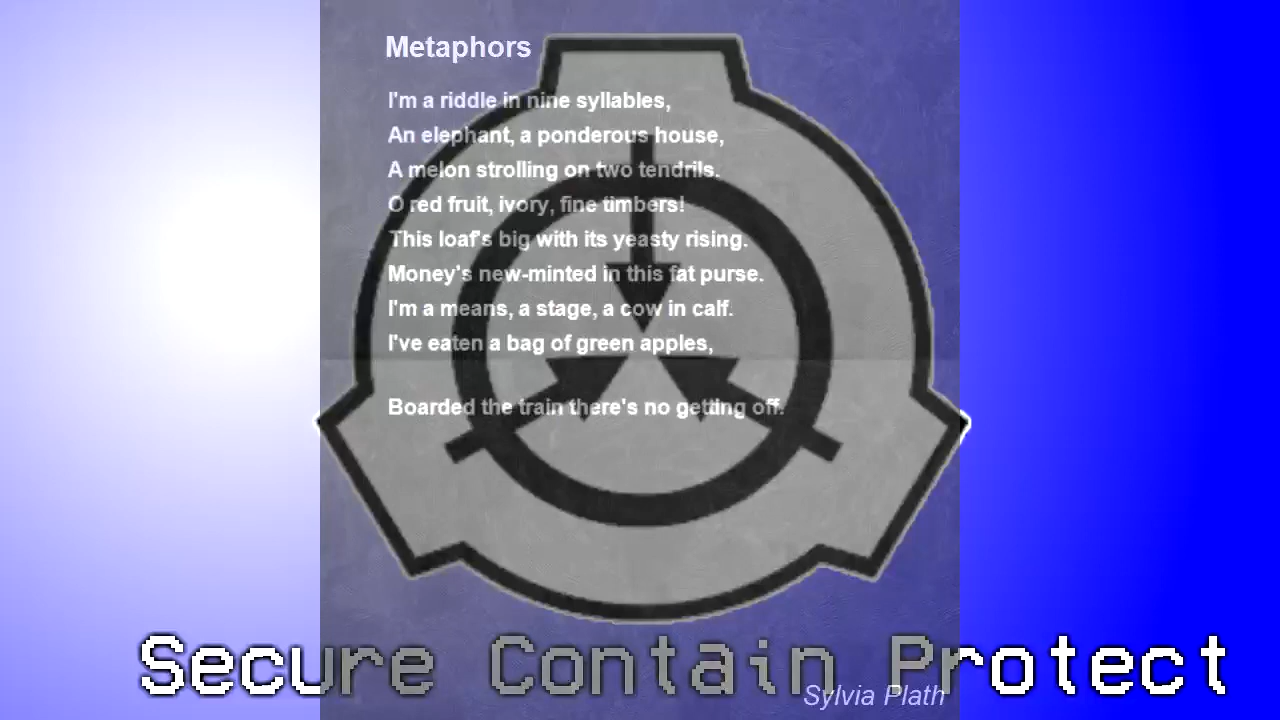 Metaphors
I'm a riddle in nine syllables,
An elephant, a ponderous house,
A melon strolling on two tendrils.
O red fruit, ivory, fine timbers!
This loaf's big with its yeasty rising.
Money's new-minted in this fat purse.
I'm a means, a stage, a cow in calf.
I've eaten a bag of green apples,
Boarded the train there's no getting off.
Secure Contain Protect
Sylvia Plath